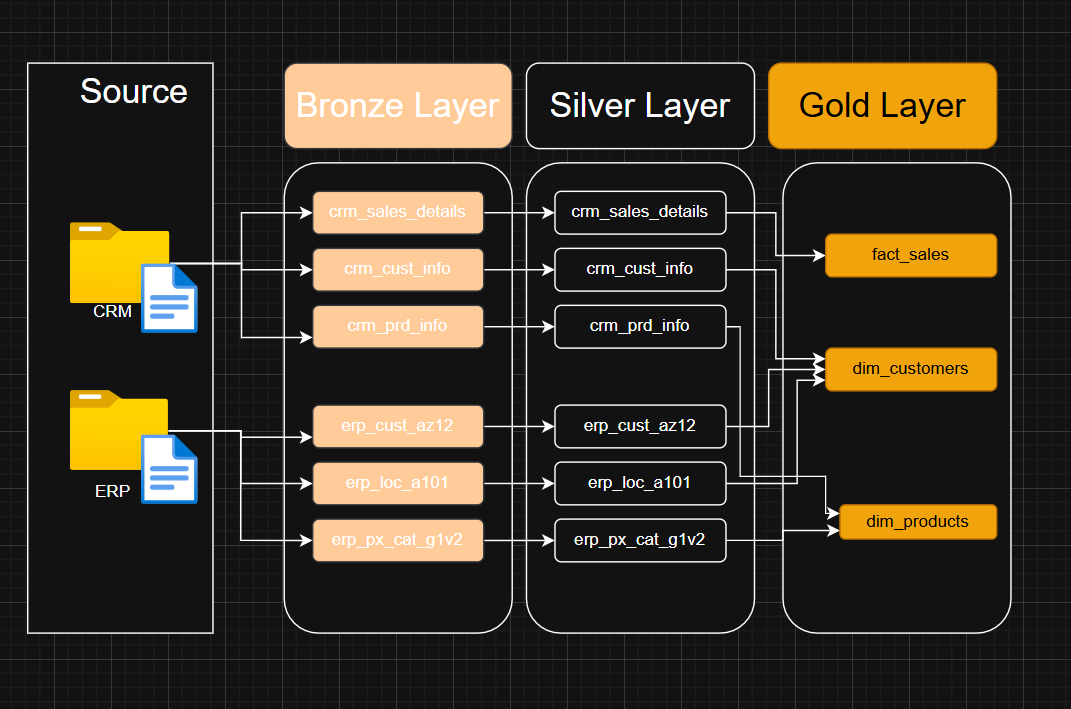 Source
Bronze Layer
Silver Layer
Gold Layer
CRM
ERP
crm_sales_details
crm_cust_info
crm_prd_info
erp_cust_az12
erp_loc_a101
erp_px_cat_g1v2
crm_sales_details
crm_cust_info
crm_prd_info
erp_cust_az12
erp_loc_a101
erp_px_cat_g1v2
fact_sales
dim_customers
dim_products